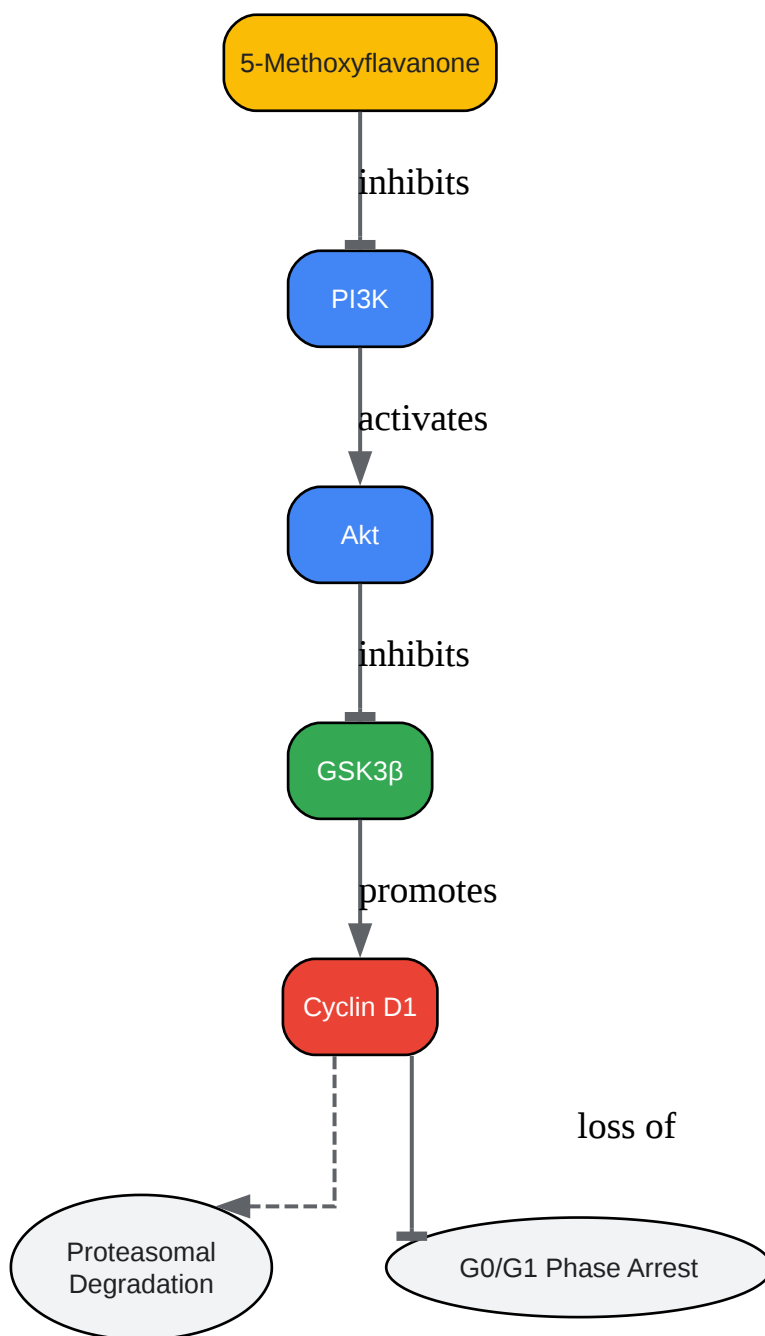 5-Methoxyflavanone
inhibits
PI3K
activates
Akt
inhibits
GSK3β
promotes
Cyclin D1
loss of
Proteasomal
Degradation
G0/G1 Phase Arrest